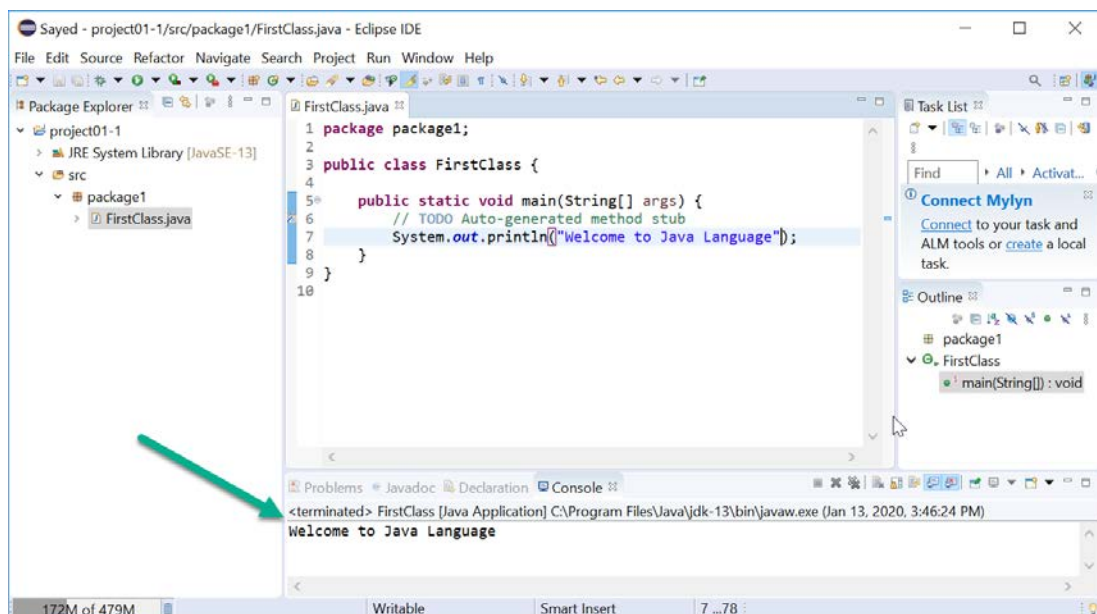 Sayed - project01-1/src/package1/FirstClass.java - Eclipse IDE
File Edit Source Refactor Navigate Search Project Run Window Help
Package Explorer
project01-1
JRE System Library [JavaSE-13]
src
package1
FirstClass.java
FirstClass.java
1 package package1;
2
3 public class FirstClass {
4
5 public static void main(String[] args) {
6 // TODO Auto-generated method stub
7 System.out.println("Welcome to Java Language");
8 }
9 }
10
Task List
Find All Activat...
Connect Mylyn
Connect to your task and
ALM tools or create a local
task.
Outline
package1
FirstClass
main(String[]) : void
Problems Javadoc Declaration Console
<terminated> FirstClass [Java Application] C:\Program Files\Java\jdk-13\bin\javaw.exe (Jan 13, 2020, 3:46:24 PM)
Welcome to Java Language
172M of 479M Writable Smart Insert 7 ...78